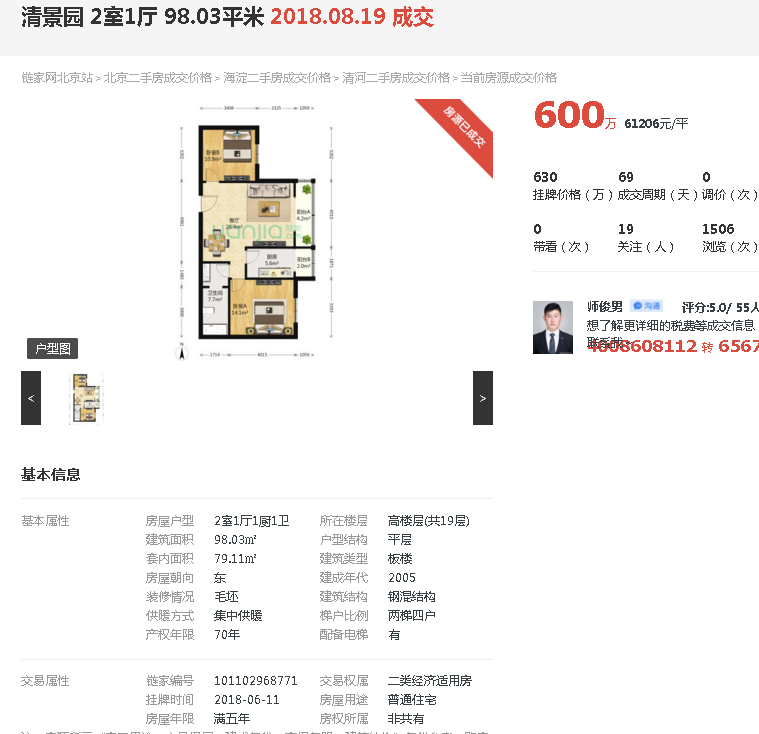 清景园 2室1厅 98.03平米 2018.08.19 成交
链家网北京站 > 北京二手房成交价格 > 海淀二手房成交价格 > 清河二手房成交价格 > 当前房源成交价格
房源已成交
600万 61206元/平
630 69 0
挂牌价格（万） 成交周期（天） 调价（次）
0 19 1506
带看（次） 关注（人） 浏览（次）
师俊男 沟通 评分:5.0/ 55人
想了解更详细的税费等成交信息
联系我~
4008608112 转 6567
3404 2325 1059
卧室B
10.9m²
阳台A
4.2m²
客厅
Lianjia
厨房
5.6m²
阳台B
2.0m²
卫生间
7.7m²
卧室A
14.1m²
N
1714 4015 1059
户型图
< >
基本信息
基本属性 房屋户型 2室1厅1厨1卫 所在楼层 高楼层(共19层)
建筑面积 98.03㎡ 户型结构 平层
套内面积 79.11㎡ 建筑类型 板楼
房屋朝向 东 建成年代 2005
装修情况 毛坯 建筑结构 钢混结构
供暖方式 集中供暖 梯户比例 两梯四户
产权年限 70年 配备电梯 有
交易属性 链家编号 101102968771 交易权属 二类经济适用房
挂牌时间 2018-06-11 房屋用途 普通住宅
房屋年限 满五年 房权所属 非共有